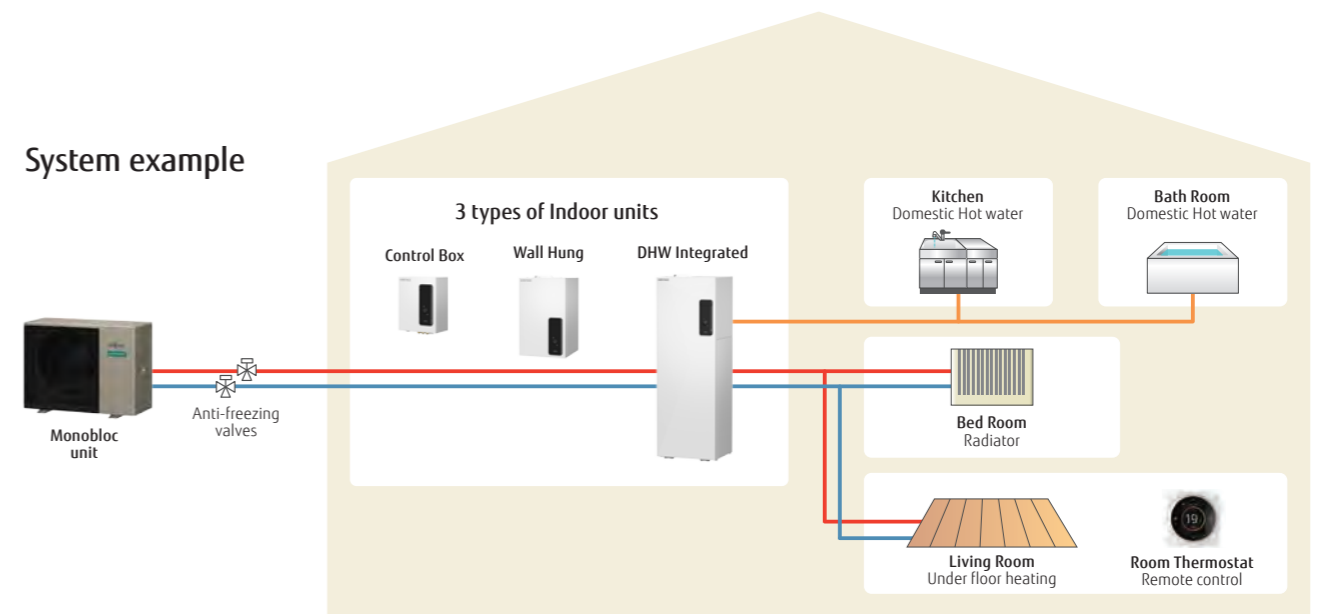 System example
3 types of Indoor units
Control Box
Wall Hung
DHW Integrated
Kitchen
Domestic Hot water
Bath Room
Domestic Hot water
Anti-freezing
valves
Monobloc
unit
Bed Room
Radiator
19
Living Room
Under floor heating
Room Thermostat
Remote control